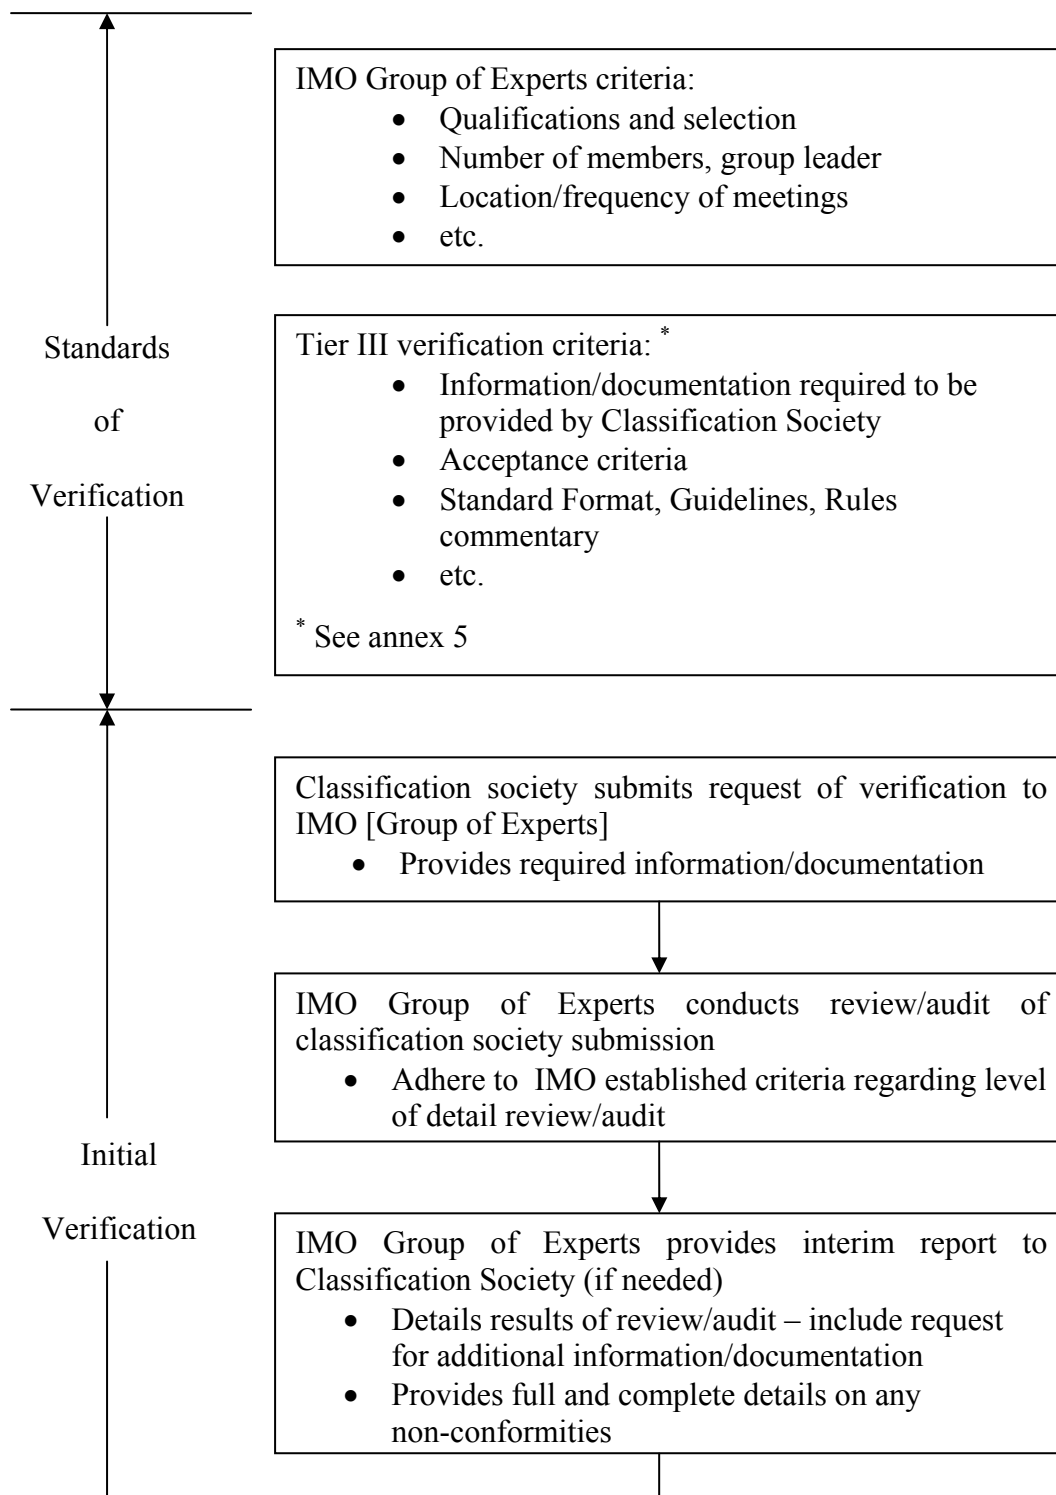 IMO Group of Experts criteria:
• Qualifications and selection
• Number of members, group leader
• Location/frequency of meetings
• etc.
Standards
of
Verification
Tier III verification criteria: *
• Information/documentation required to be
provided by Classification Society
• Acceptance criteria
• Standard Format, Guidelines, Rules
commentary
• etc.
* See annex 5
Classification society submits request of verification to
IMO [Group of Experts]
• Provides required information/documentation
IMO Group of Experts conducts review/audit of
classification society submission
• Adhere to IMO established criteria regarding level
of detail review/audit
Initial
Verification
IMO Group of Experts provides interim report to
Classification Society (if needed)
• Details results of review/audit – include request
for additional information/documentation
• Provides full and complete details on any
non-conformities